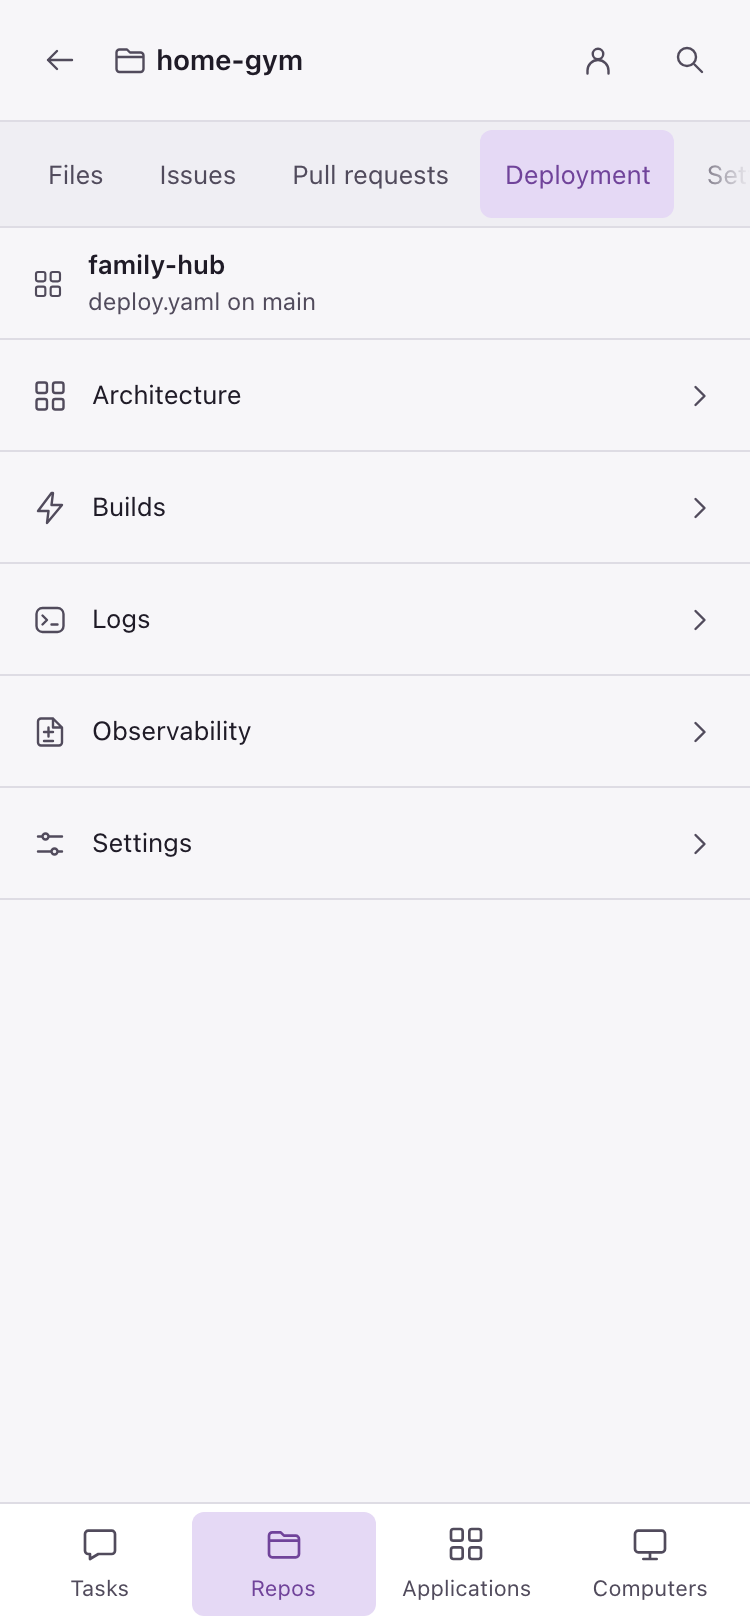 home-gym
Files Issues Pull requests Deployment Set
family-hub
deploy.yaml on main
Architecture
Builds
Logs
Observability
Settings
Tasks Repos Applications Computers